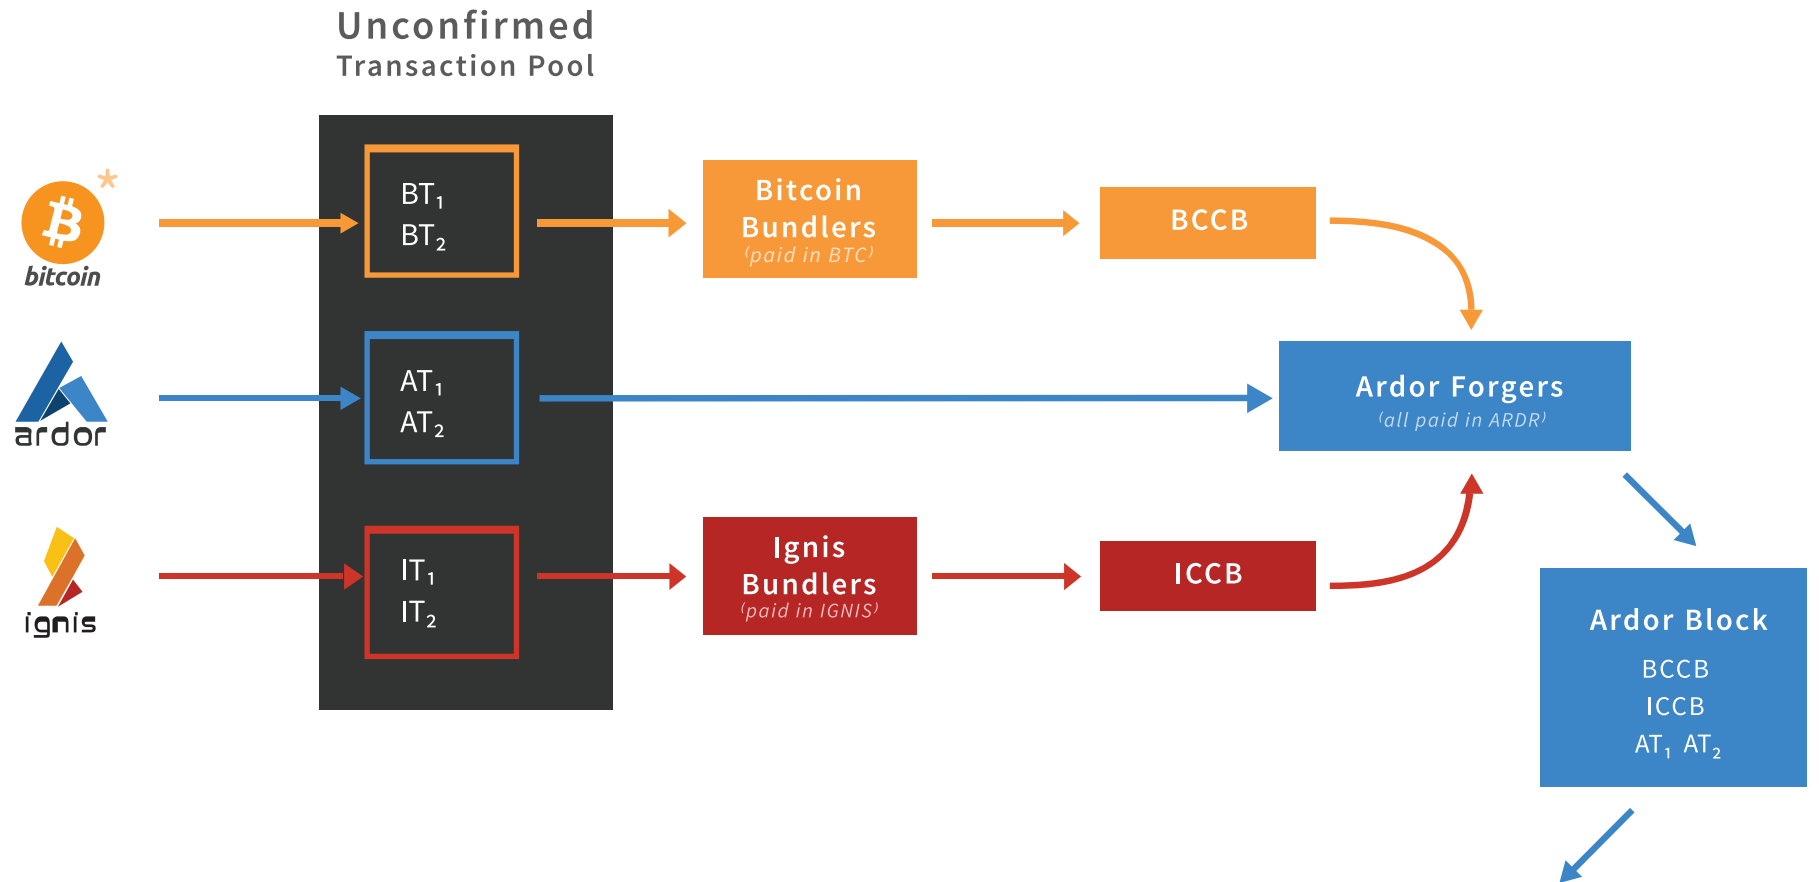 Unconfirmed
Transaction Pool
*
bitcoin
BT₁
BT₂
Bitcoin
Bundlers
(paid in BTC)
BCCB
ardor
AT₁
AT₂
Ardor Forgers
(all paid in ARDR)
ignis
IT₁
IT₂
Ignis
Bundlers
(paid in IGNIS)
ICCB
Ardor Block
BCCB
ICCB
AT₁ AT₂